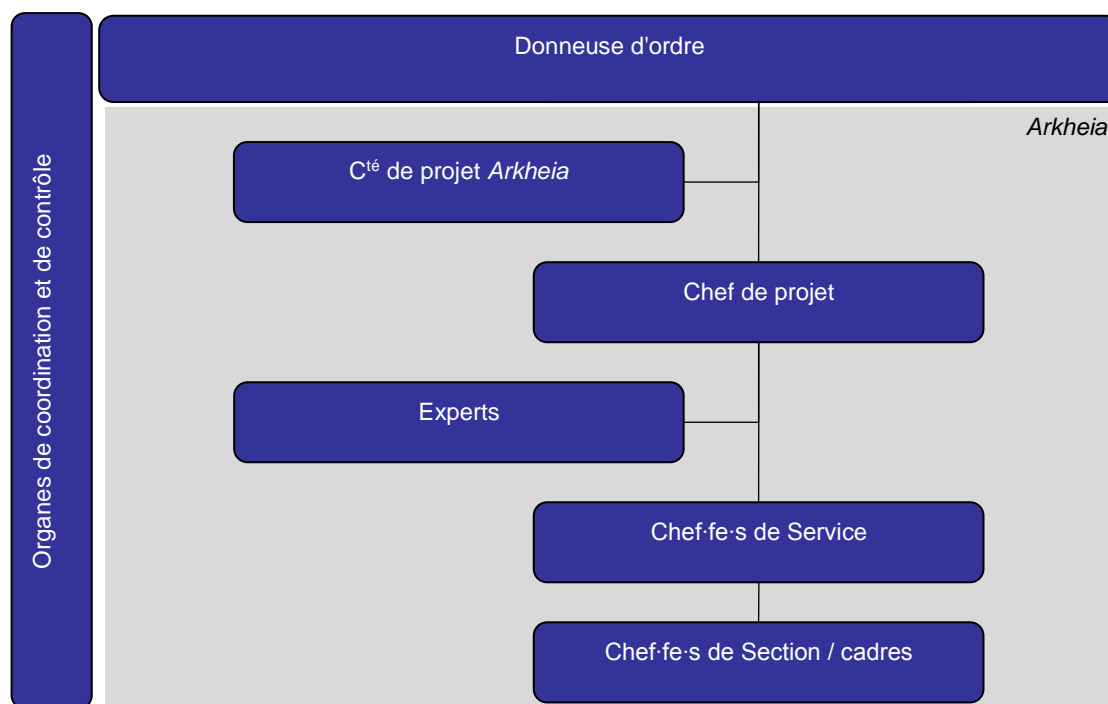 Organes de coordination et de contrôle
Donneuse d'ordre
Arkheia
Cté de projet Arkheia
Chef de projet
Experts
Chef·fe·s de Service
Chef·fe·s de Section / cadres